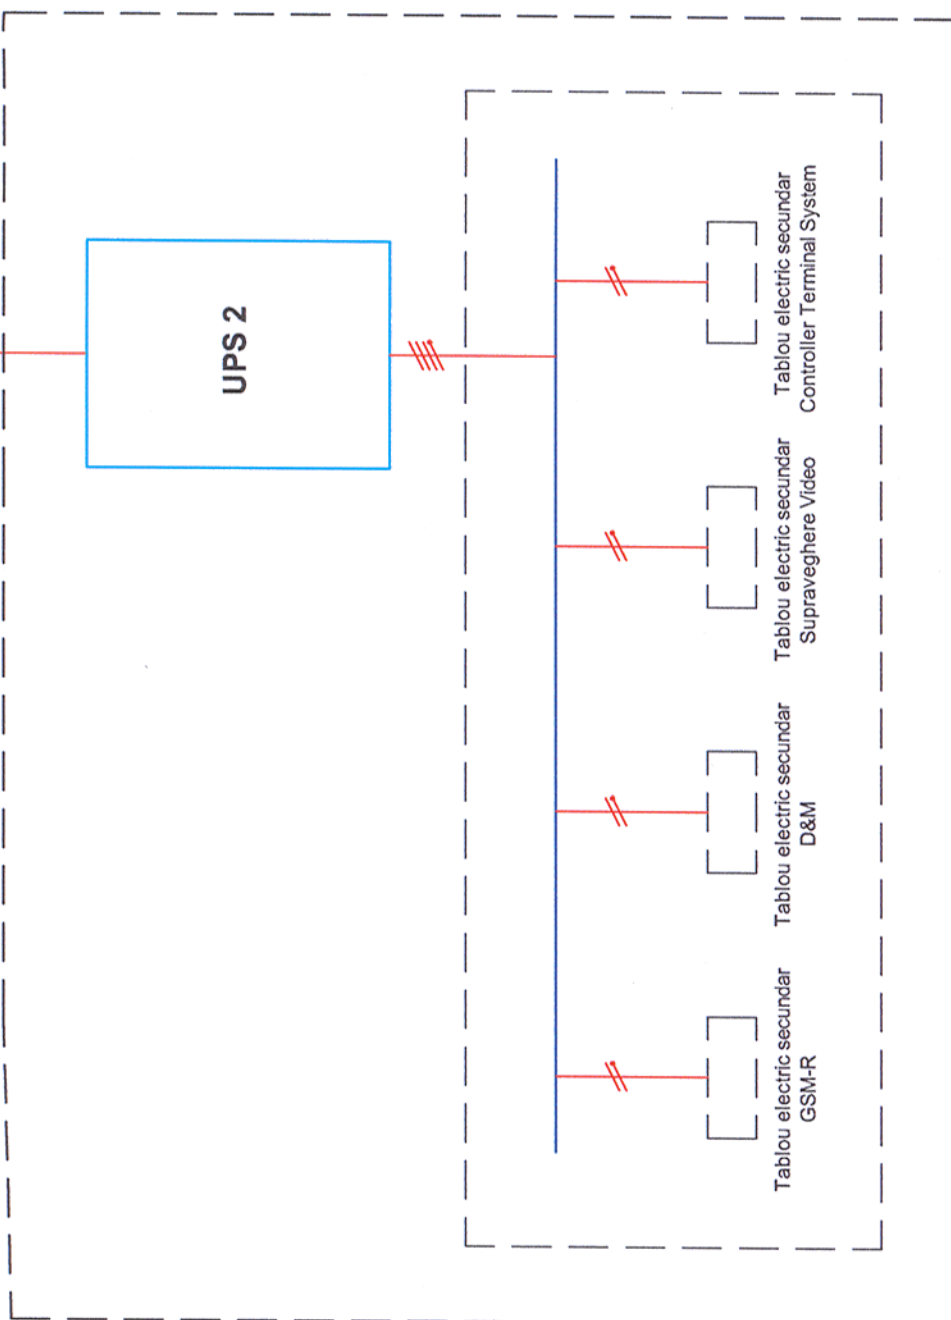 UPS 2
Tablou electric secundar
GSM-R
Tablou electric secundar
D&M
Tablou electric secundar
Supraveghere Video
Tablou electric secundar
Controller Terminal System